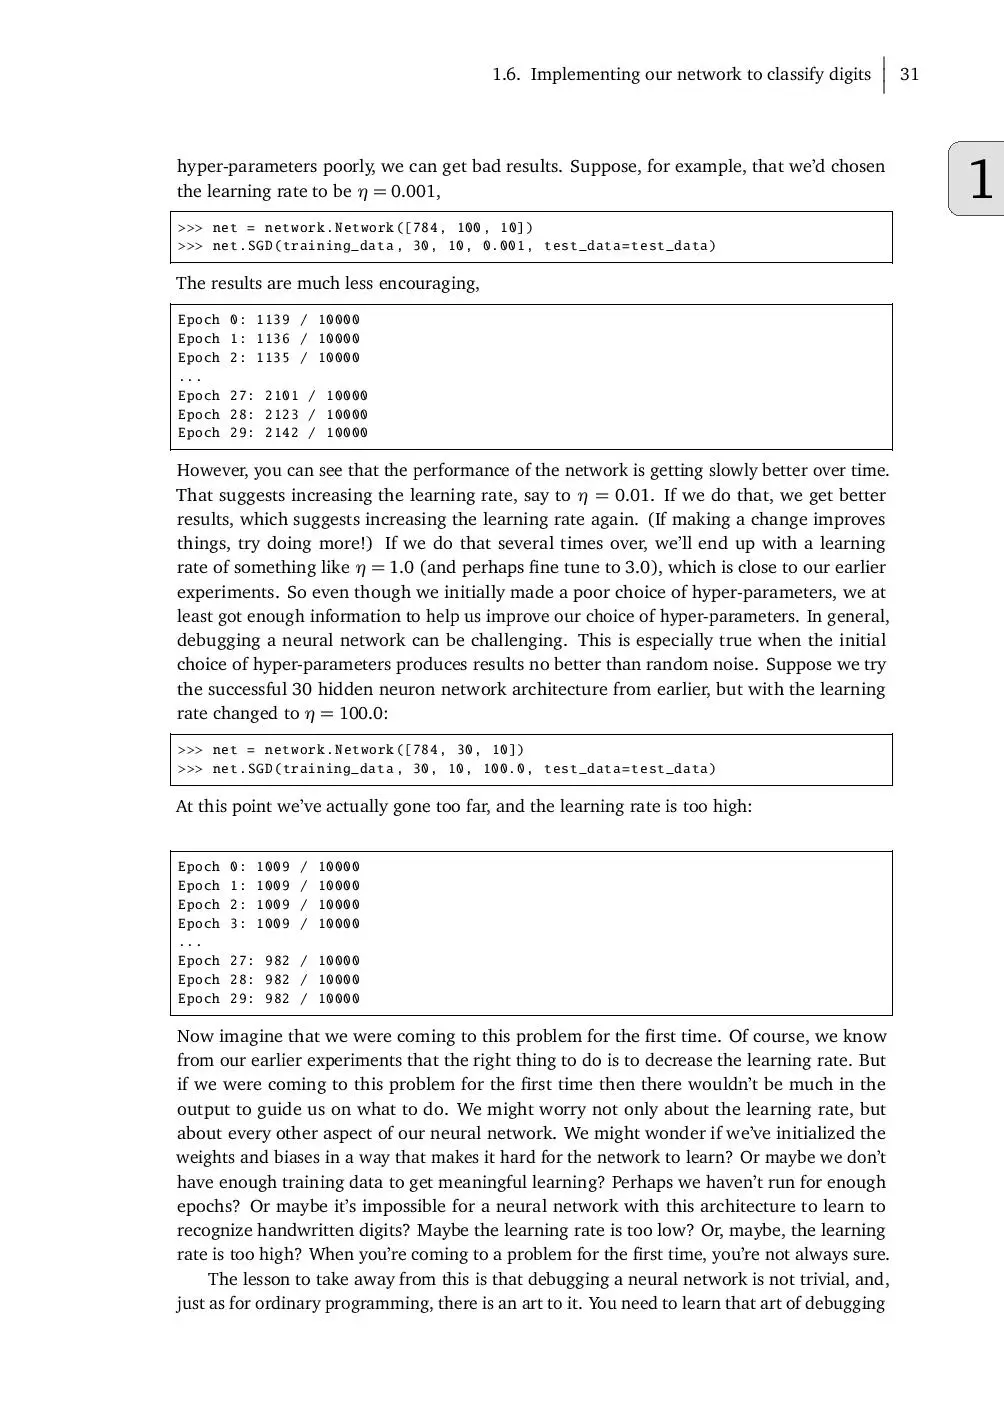 1.6. Implementing our network to classify digits 31
1
hyper-parameters poorly, we can get bad results. Suppose, for example, that we’d chosen
the learning rate to be η = 0.001,
>>> net = network.Network([784, 100, 10])
>>> net.SGD(training_data, 30, 10, 0.001, test_data=test_data)
The results are much less encouraging,
Epoch 0: 1139 / 10000
Epoch 1: 1136 / 10000
Epoch 2: 1135 / 10000
...
Epoch 27: 2101 / 10000
Epoch 28: 2123 / 10000
Epoch 29: 2142 / 10000
However, you can see that the performance of the network is getting slowly better over time.
That suggests increasing the learning rate, say to η = 0.01. If we do that, we get better
results, which suggests increasing the learning rate again. (If making a change improves
things, try doing more!) If we do that several times over, we’ll end up with a learning
rate of something like η = 1.0 (and perhaps fine tune to 3.0), which is close to our earlier
experiments. So even though we initially made a poor choice of hyper-parameters, we at
least got enough information to help us improve our choice of hyper-parameters. In general,
debugging a neural network can be challenging. This is especially true when the initial
choice of hyper-parameters produces results no better than random noise. Suppose we try
the successful 30 hidden neuron network architecture from earlier, but with the learning
rate changed to η = 100.0:
>>> net = network.Network([784, 30, 10])
>>> net.SGD(training_data, 30, 10, 100.0, test_data=test_data)
At this point we’ve actually gone too far, and the learning rate is too high:
Epoch 0: 1009 / 10000
Epoch 1: 1009 / 10000
Epoch 2: 1009 / 10000
Epoch 3: 1009 / 10000
...
Epoch 27: 982 / 10000
Epoch 28: 982 / 10000
Epoch 29: 982 / 10000
Now imagine that we were coming to this problem for the first time. Of course, we know
from our earlier experiments that the right thing to do is to decrease the learning rate. But
if we were coming to this problem for the first time then there wouldn’t be much in the
output to guide us on what to do. We might worry not only about the learning rate, but
about every other aspect of our neural network. We might wonder if we’ve initialized the
weights and biases in a way that makes it hard for the network to learn? Or maybe we don’t
have enough training data to get meaningful learning? Perhaps we haven’t run for enough
epochs? Or maybe it’s impossible for a neural network with this architecture to learn to
recognize handwritten digits? Maybe the learning rate is too low? Or, maybe, the learning
rate is too high? When you’re coming to a problem for the first time, you’re not always sure.
The lesson to take away from this is that debugging a neural network is not trivial, and,
just as for ordinary programming, there is an art to it. You need to learn that art of debugging